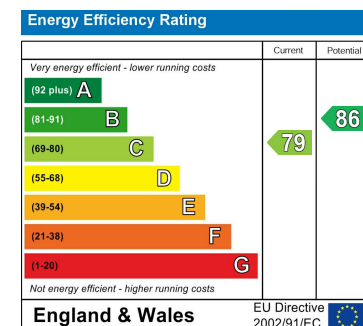 Energy Efficiency Rating
Current Potential
Very energy efficient - lower running costs
(92 plus) A
(81-91) B
86
(69-80) C
79
(55-68) D
(39-54) E
(21-38) F
(1-20) G
Not energy efficient - higher running costs
England & Wales
EU Directive
2002/91/EC